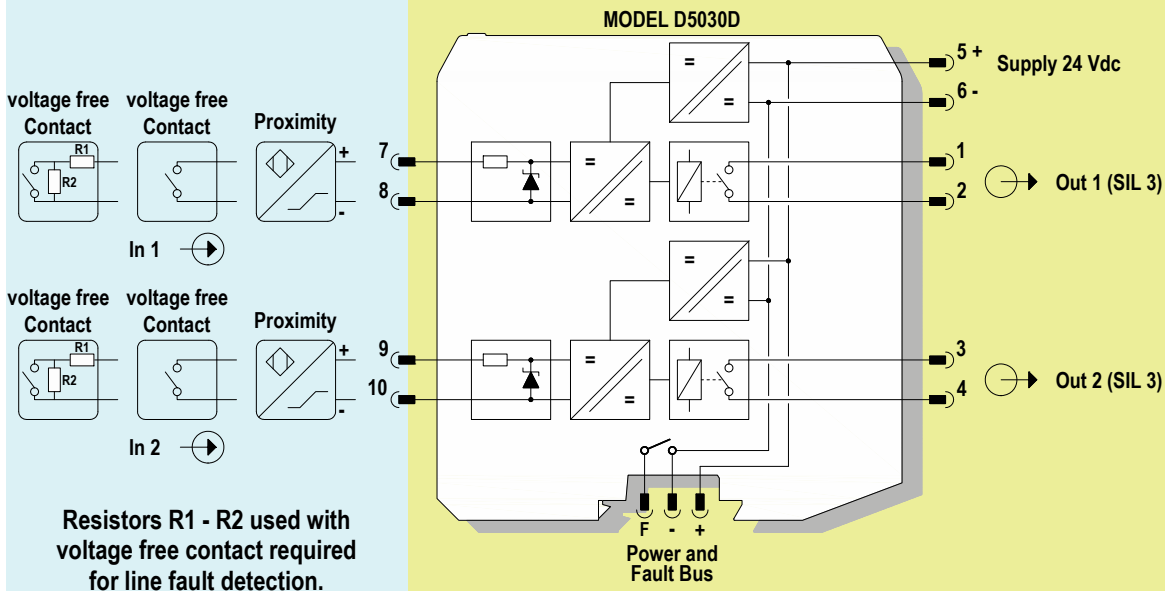 MODEL D5030D
5 +
Supply 24 Vdc
6 -
voltage free
Contact
voltage free
Contact
Proximity
R1
R2
+
-
7
8
=
=
=
=
1
2
Out 1 (SIL 3)
In 1
=
=
voltage free
Contact
voltage free
Contact
Proximity
R1
R2
+
-
9
10
=
=
3
4
Out 2 (SIL 3)
In 2
Resistors R1 - R2 used with
voltage free contact required
for line fault detection.
F - +
Power and
Fault Bus